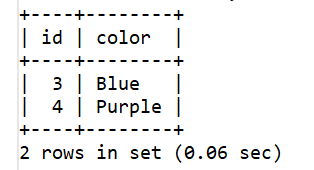 +----+--------+
| id | color  |
+----+--------+
|  3 | Blue   |
|  4 | Purple |
+----+--------+
2 rows in set (0.06 sec)